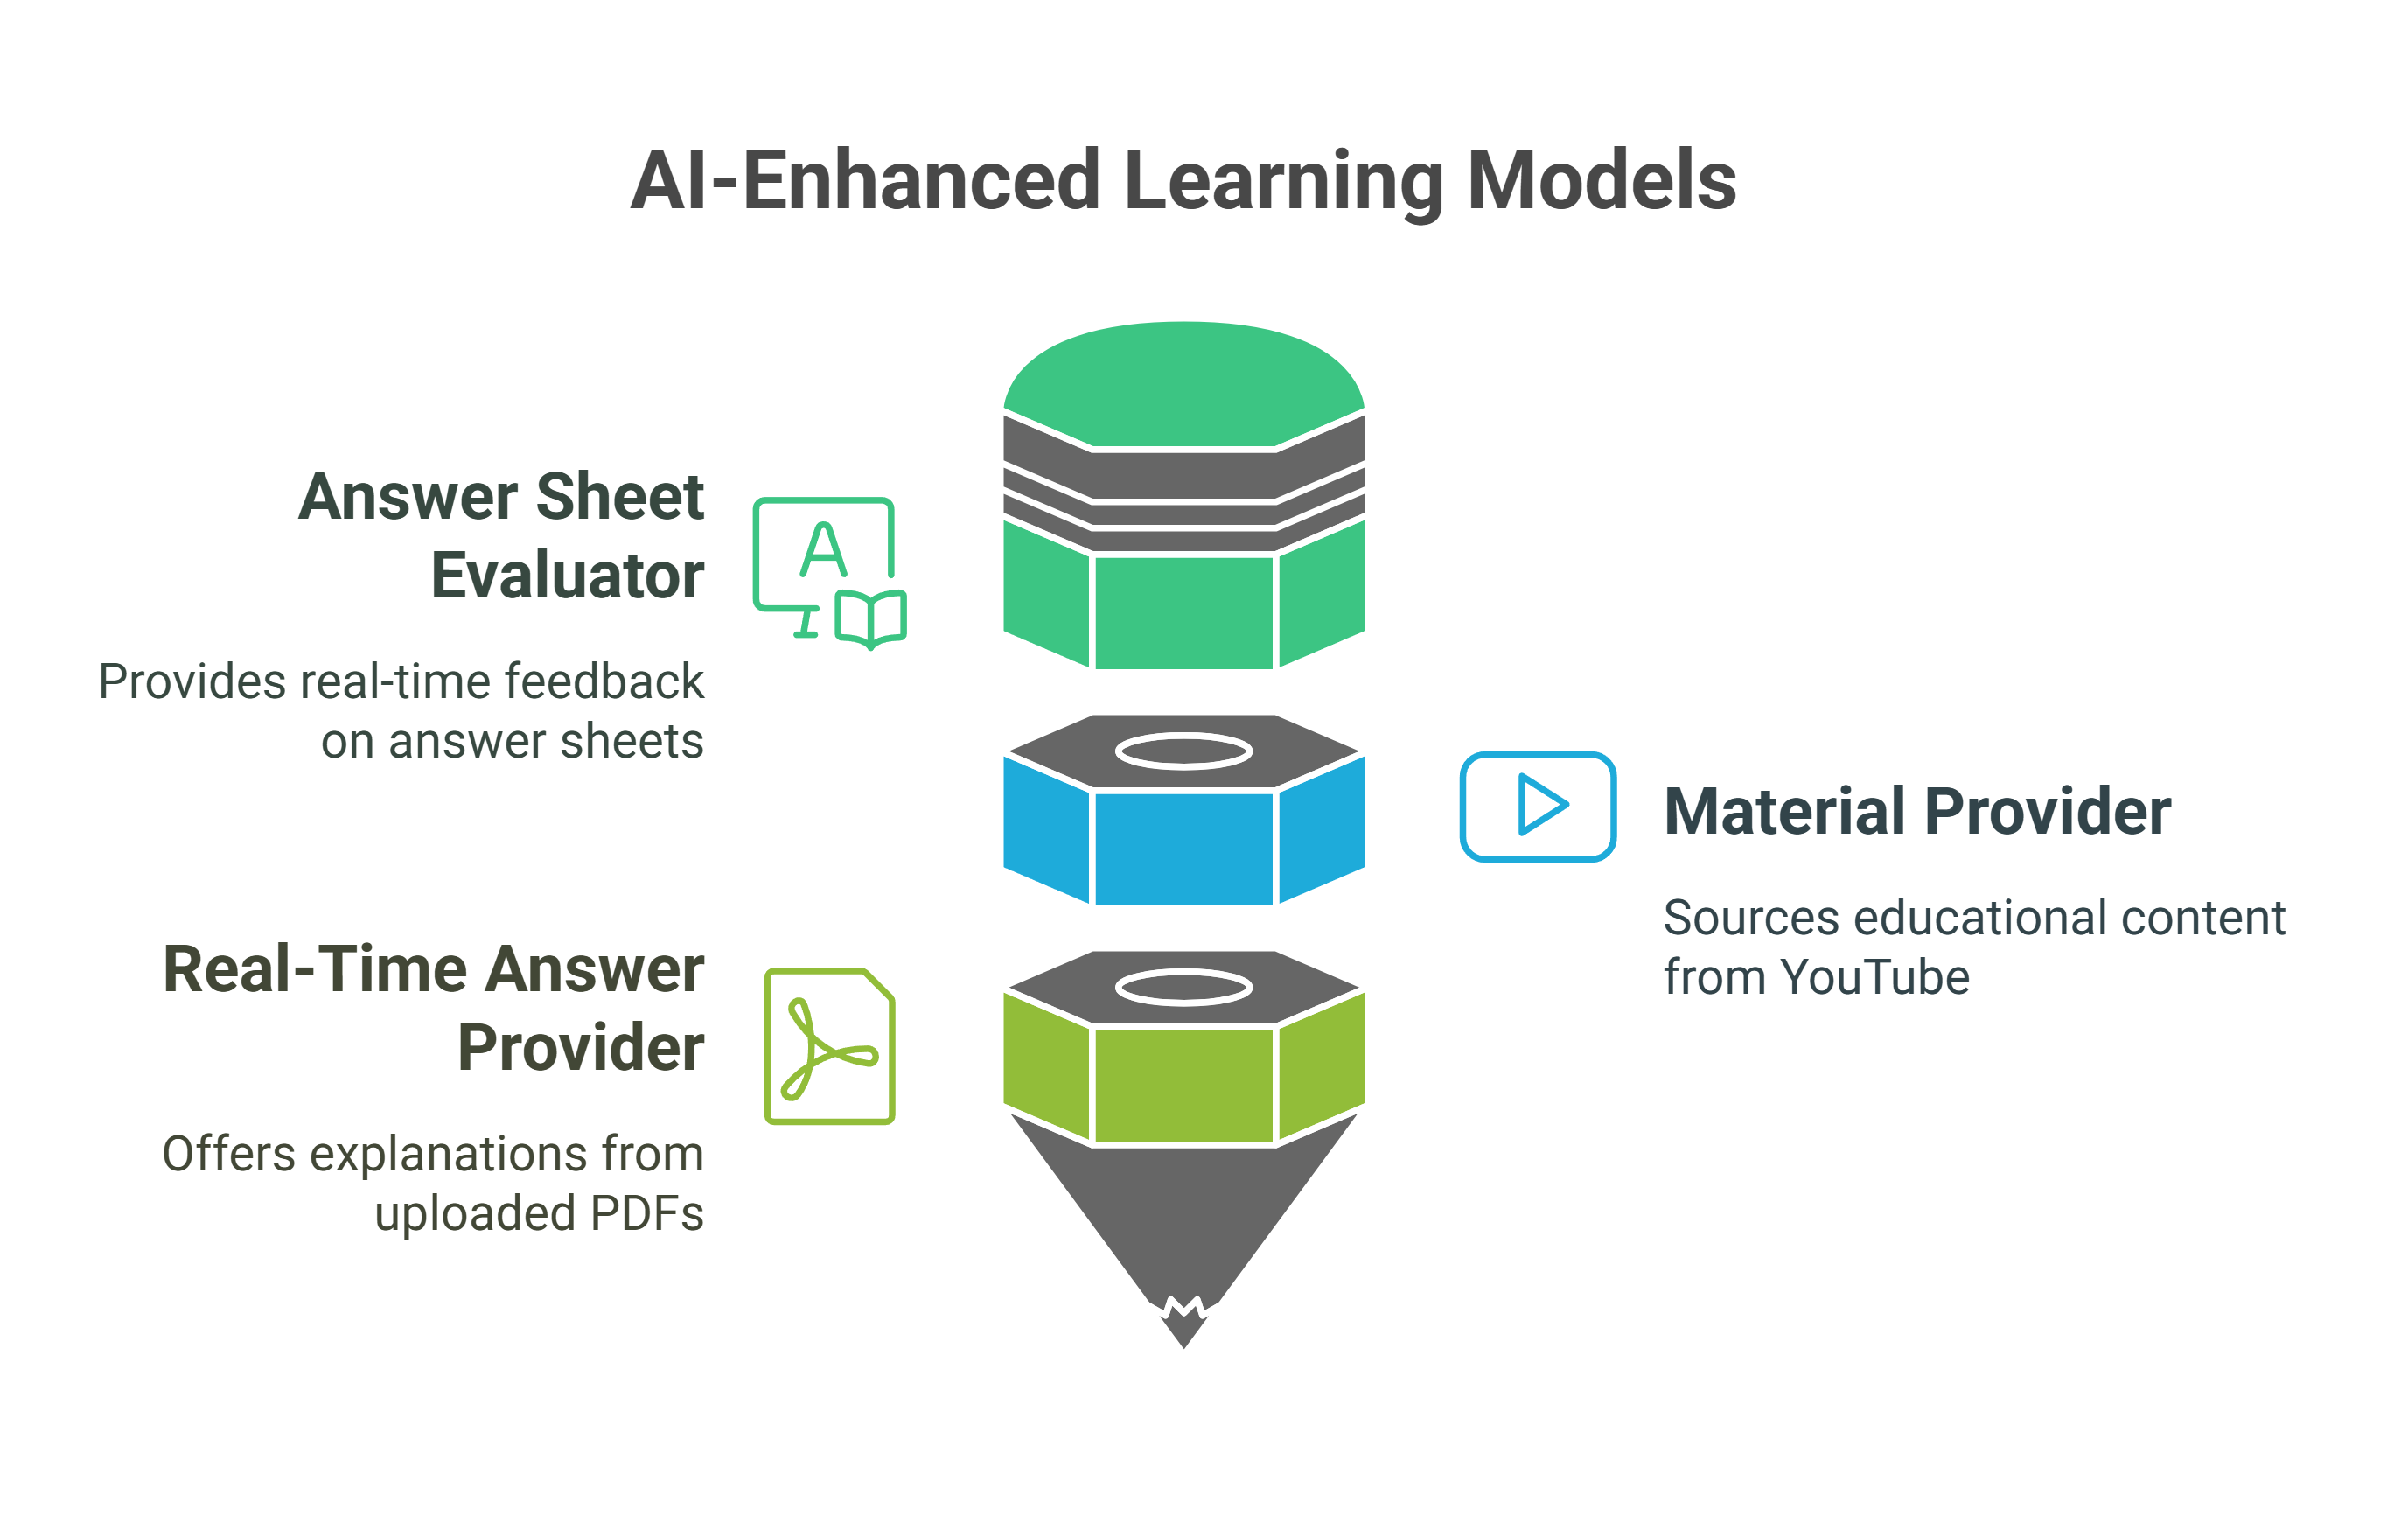 AI-Enhanced Learning Models
Answer Sheet
Evaluator
Provides real-time feedback
on answer sheets
A
Material Provider
Sources educational content
from YouTube
Real-Time Answer
Provider
Offers explanations from
uploaded PDFs